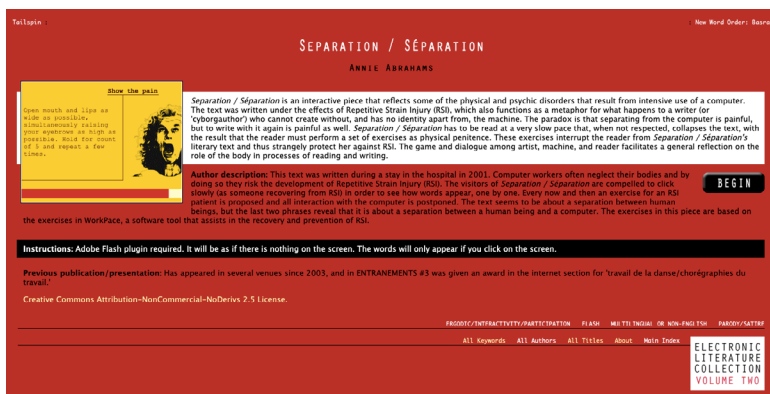 Tailspin :
: New Word Order: Basra
SEPARATION / SÉPARATION
ANNIE ABRAHAMS
Show the pain
Open mouth and lips as
wide as possible,
simultaneously raising
your eyebrows as high as
possible. Hold for count
of 5 and repeat a few
times.
Separation / Séparation is an interactive piece that reflects some of the physical and psychic disorders that result from intensive use of a computer.
The text was written under the effects of Repetitive Strain Injury (RSI), which also functions as a metaphor for what happens to a writer (or
'cyborgauthor') who cannot create without, and has no identity apart from, the machine. The paradox is that separating from the computer is painful,
but to write with it again is painful as well. Separation / Séparation has to be read at a very slow pace that, when not respected, collapses the text, with
the result that the reader must perform a set of exercises as physical penitence. These exercises interrupt the reader from Separation / Séparation's
literary text and thus strangely protect her against RSI. The game and dialogue among artist, machine, and reader facilitates a general reflection on the
role of the body in processes of reading and writing.
Author description: This text was written during a stay in the hospital in 2001. Computer workers often neglect their bodies and by
doing so they risk the development of Repetitive Strain Injury (RSI). The visitors of Separation / Séparation are compelled to click
slowly (as someone recovering from RSI) in order to see how words appear, one by one. Every now and then an exercise for an RSI
patient is proposed and all interaction with the computer is postponed. The text seems to be about a separation between human
beings, but the last two phrases reveal that it is about a separation between a human being and a computer. The exercises in this piece are based on
the exercises in WorkPace, a software tool that assists in the recovery and prevention of RSI.
BEGIN
Instructions: Adobe Flash plugin required. It will be as if there is nothing on the screen. The words will only appear if you click on the screen.
Previous publication/presentation: Has appeared in several venues since 2003, and in ENTRANEMENTS #3 was given an award in the internet section for 'travail de la danse/chorégraphies du
travail.'
Creative Commons Attribution-NonCommercial-NoDerivs 2.5 License.
ERGODIC/INTERACTIVITY/PARTICIPATION FLASH MULTILINGUAL OR NON-ENGLISH PARODY/SATIRE
All Keywords All Authors All Titles About Main Index
ELECTRONIC
LITERATURE
COLLECTION
VOLUME TWO